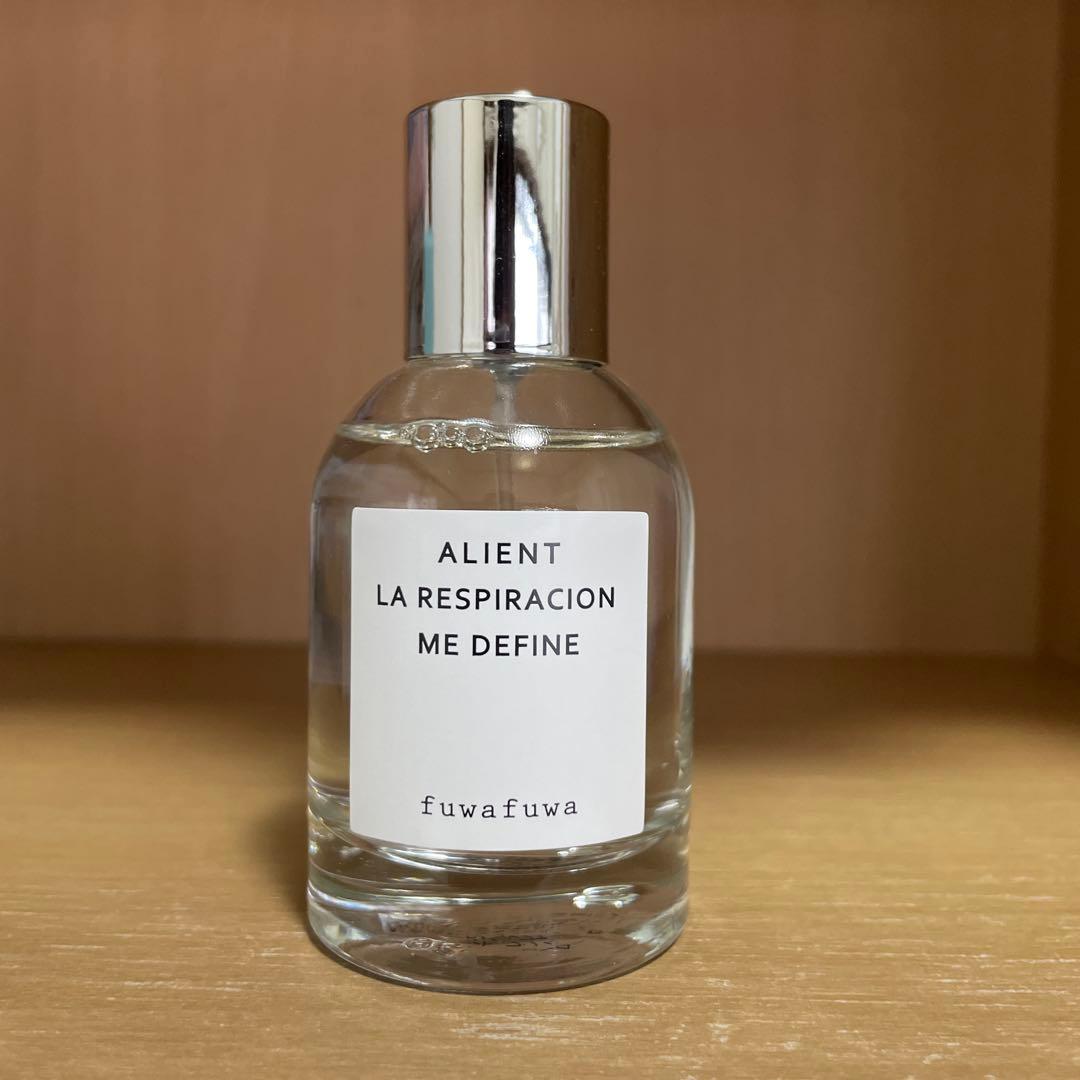 ALIENT
LA RESPIRACION
ME DEFINE
fuwafuwa